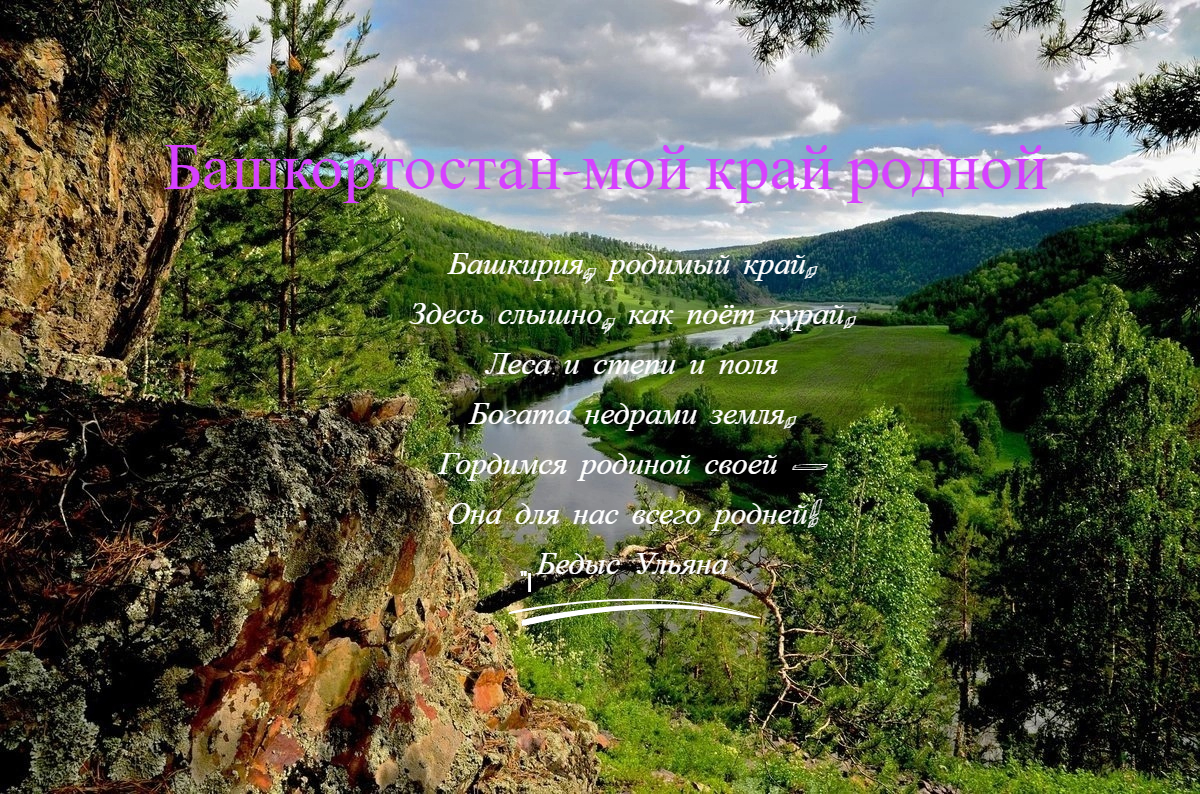 Башкортостан-мой край родной
Башкирия, родимый край,
Здесь слышно, как поёт курай,
Леса и степи и поля
Богата недрами земля,
Гордимся родиной своей –
Она для нас всего родней!
Бедыс Ульяна